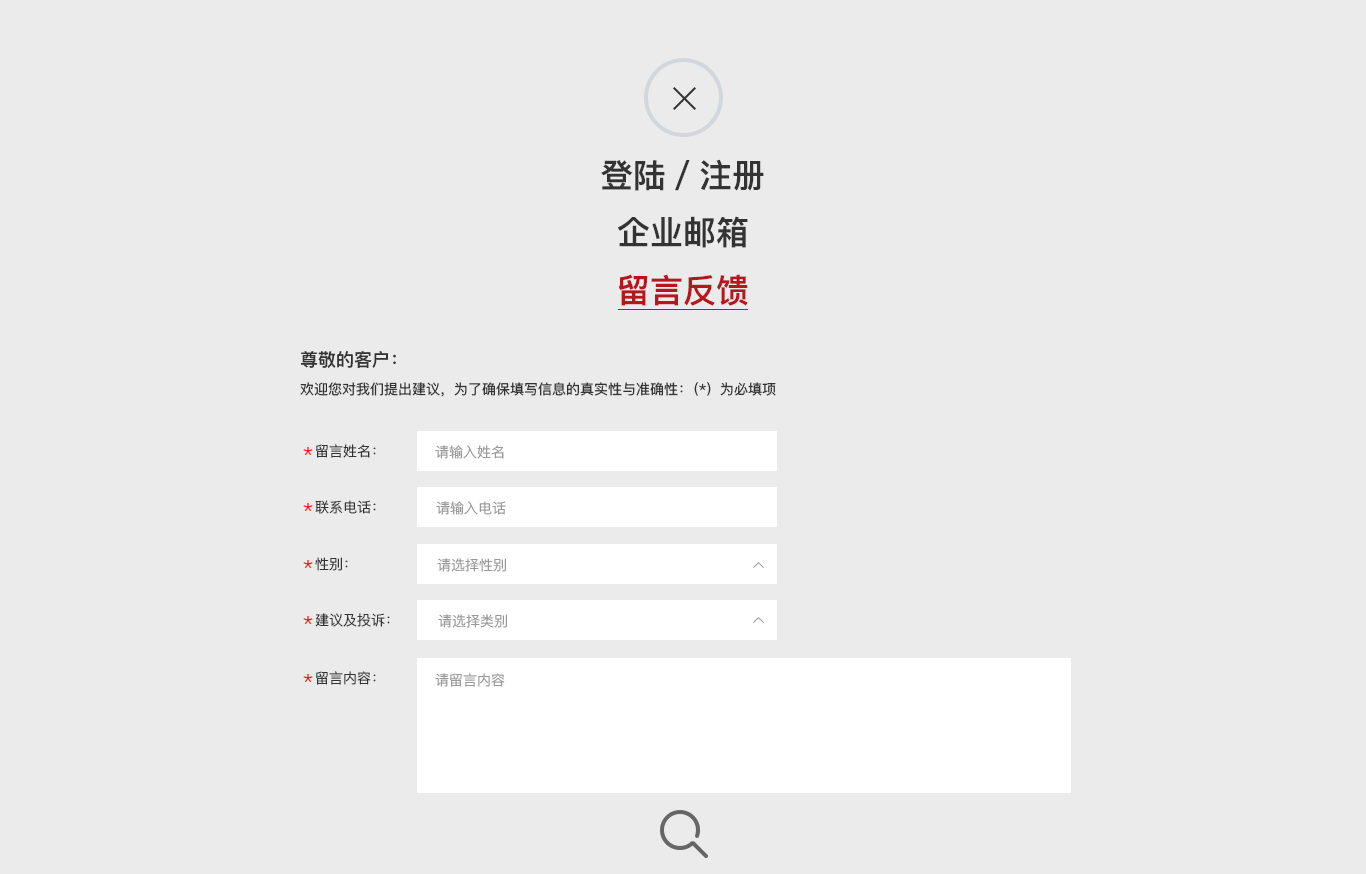 登陆 / 注册
企业邮箱
留言反馈
尊敬的客户：
欢迎您对我们提出建议，为了确保填写信息的真实性与准确性：(*）为必填项
*留言姓名：
请输入姓名
*联系电话：
请输入电话
*性别：
请选择性别
*建议及投诉：
请选择类别
*留言内容：
请留言内容